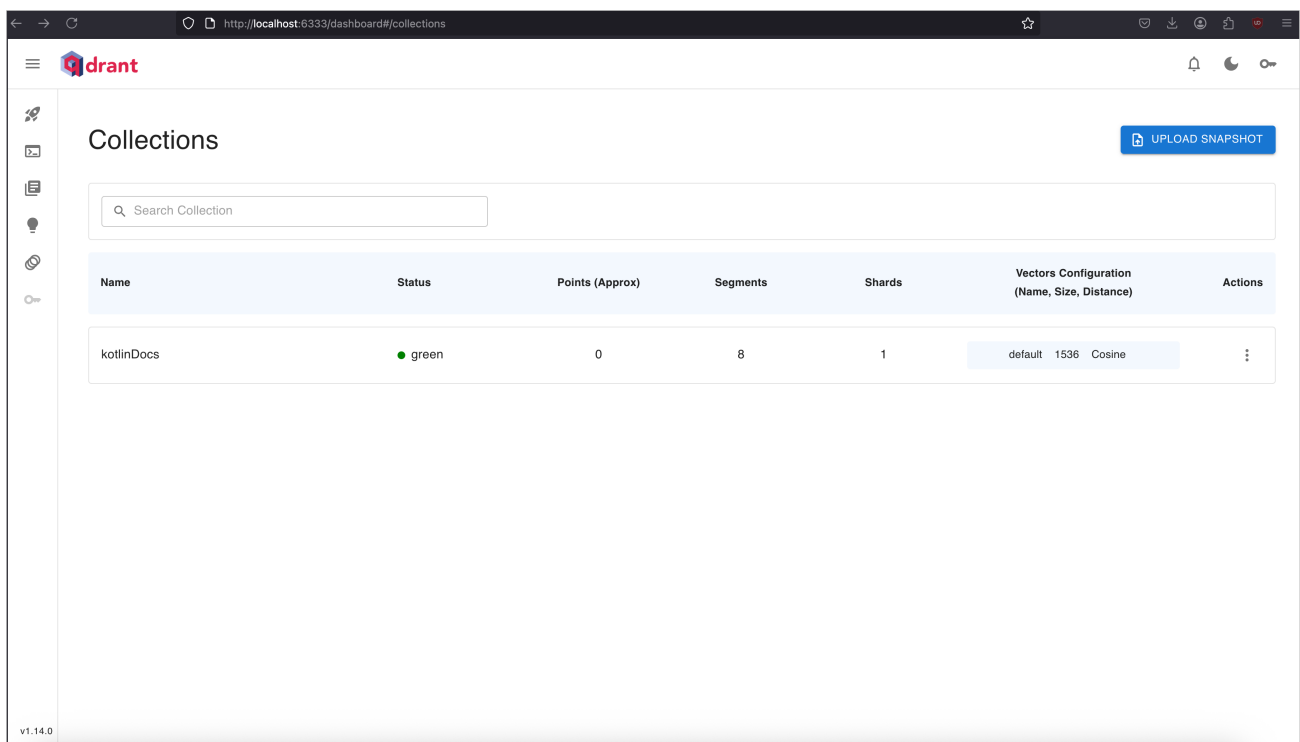 http://localhost:6333/dashboard#/collections
qdrant
Collections
UPLOAD SNAPSHOT
Search Collection
Name Status Points (Approx) Segments Shards Vectors Configuration (Name, Size, Distance) Actions
kotlinDocs green 0 8 1 default 1536 Cosine
v1.14.0